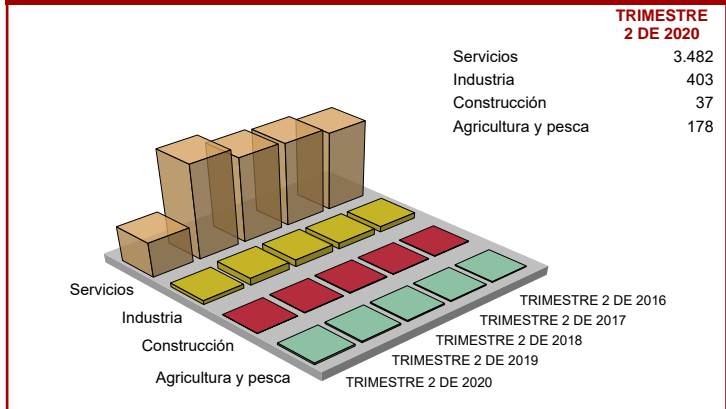 TRIMESTRE
2 DE 2020
Servicios 3.482
Industria 403
Construcción 37
Agricultura y pesca 178
Servicios
Industria
Construcción
Agricultura y pesca
TRIMESTRE 2 DE 2016
TRIMESTRE 2 DE 2017
TRIMESTRE 2 DE 2018
TRIMESTRE 2 DE 2019
TRIMESTRE 2 DE 2020